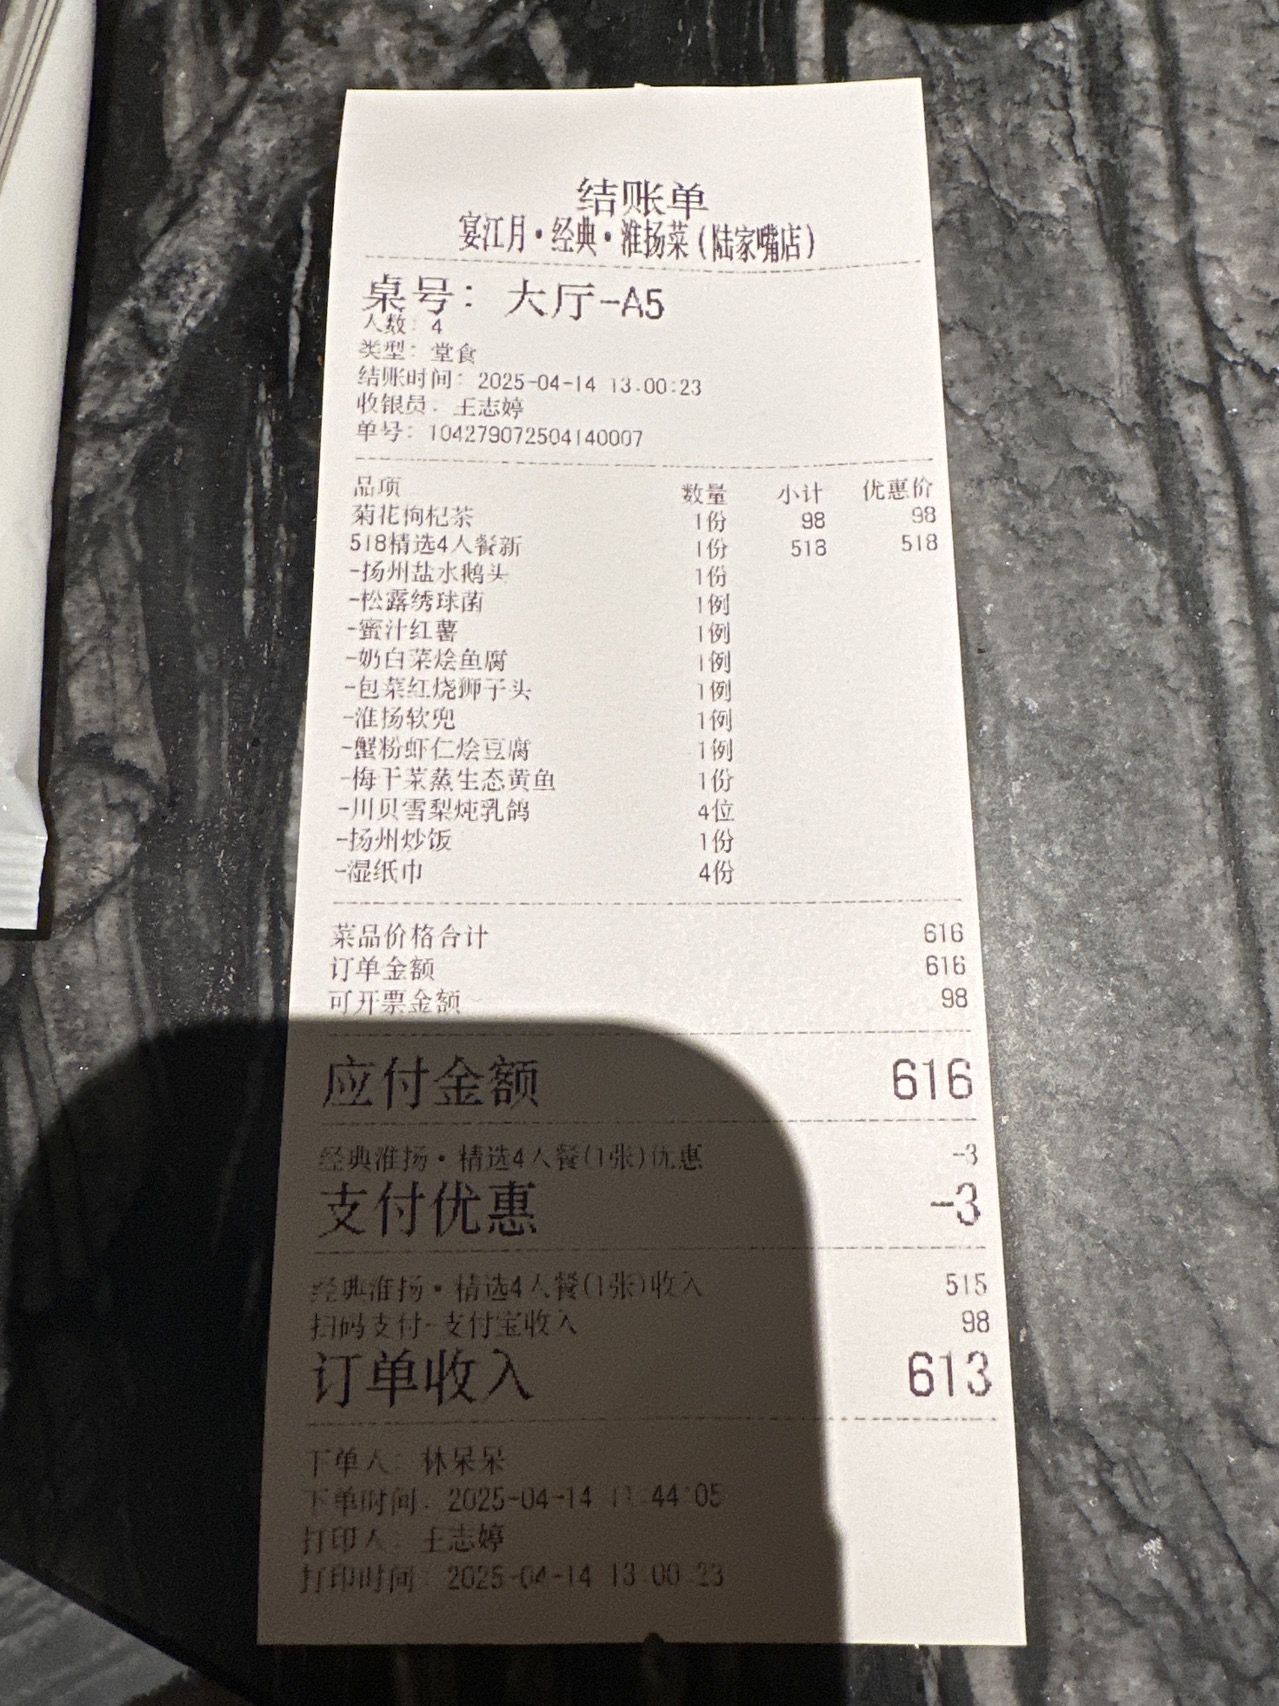 结账单
宴江月·经典·淮扬菜(陆家嘴店)
桌号: 大厅-A5
人数: 4
类型: 堂食
结账时间: 2025-04-14 13:00:23
收银员: 王志婷
单号: 104279072504140007
品项 数量 小计 优惠价
菊花枸杞茶 1份 98 98
518精选4人餐新 1份 518 518
-扬州盐水鹅头 1份
-松露绣球菌 1例
-蜜汁红薯 1例
-奶白菜烩鱼腐 1例
-包菜红烧狮子头 1例
-淮扬软兜 1例
-蟹粉虾仁烩豆腐 1例
-梅干菜蒸生态黄鱼 1份
-川贝雪梨炖乳鸽 4位
-扬州炒饭 1份
-湿纸巾 4份
菜品价格合计 616
订单金额 616
可开票金额 98
应付金额 616
经典淮扬·精选4人餐(1张)优惠 -3
支付优惠 -3
经典淮扬·精选4人餐(1张)收入 515
扫码支付-支付宝收入 98
订单收入 613
下单人: 林呆呆
下单时间: 2025-04-14 11:44:05
打印人: 王志婷
打印时间: 2025-04-14 13:00:23